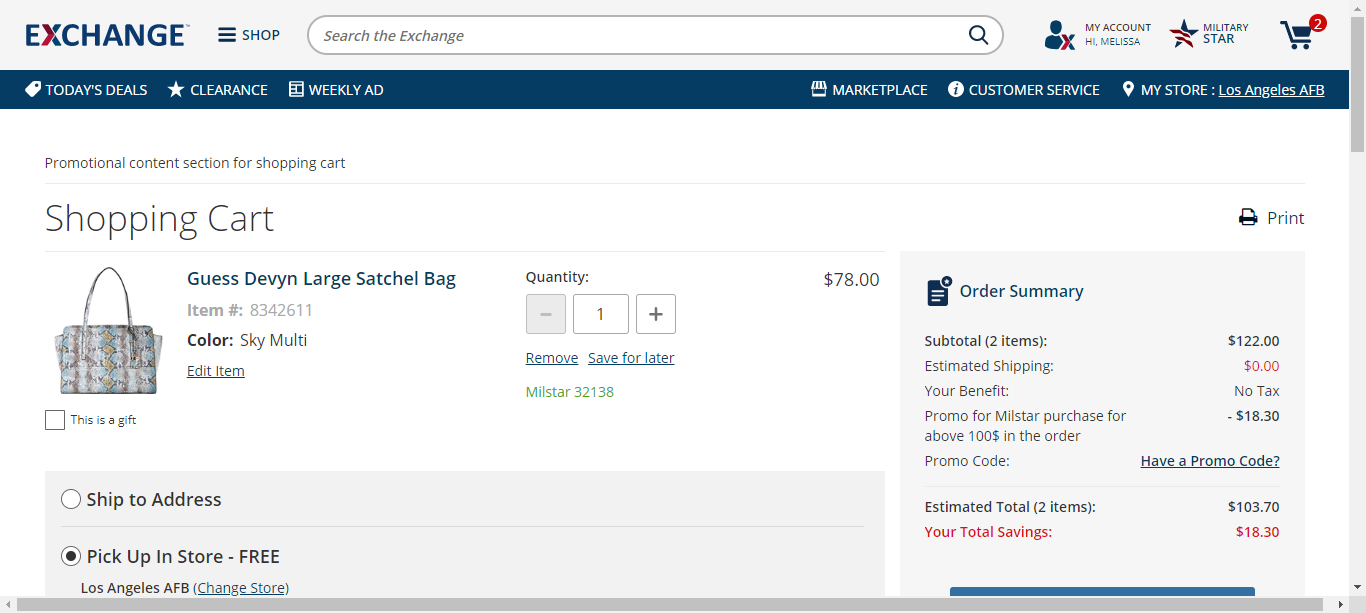 EXCHANGE
SHOP
Search the Exchange
MY ACCOUNT
HI, MELISSA
MILITARY
STAR
2
TODAY'S DEALS
CLEARANCE
WEEKLY AD
MARKETPLACE
CUSTOMER SERVICE
MY STORE : Los Angeles AFB
Promotional content section for shopping cart
Shopping Cart
Print
Guess Devyn Large Satchel Bag
Item #: 8342611
Color: Sky Multi
Edit Item
This is a gift
Quantity:
1
Remove Save for later
Milstar 32138
$78.00
Ship to Address
Pick Up In Store - FREE
Los Angeles AFB (Change Store)
Order Summary
Subtotal (2 items): $122.00
Estimated Shipping: $0.00
Your Benefit: No Tax
Promo for Milstar purchase for - $18.30
above 100$ in the order
Promo Code: Have a Promo Code?
Estimated Total (2 items): $103.70
Your Total Savings: $18.30